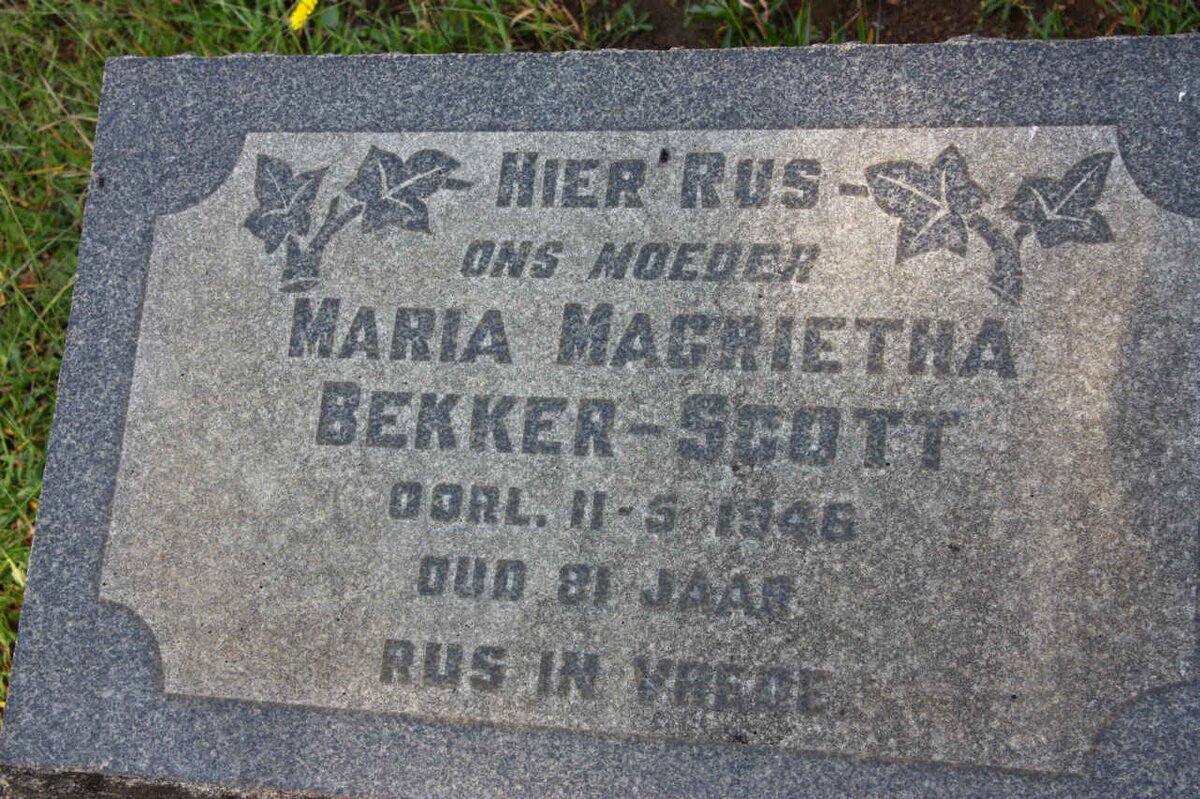 - HIER RUS -
ONS MOEDER
MARIA MAGRIETHA
BEKKER-SCOTT
OORL. 11-5 1946
OUD 81 JAAR
RUS IN VREDE